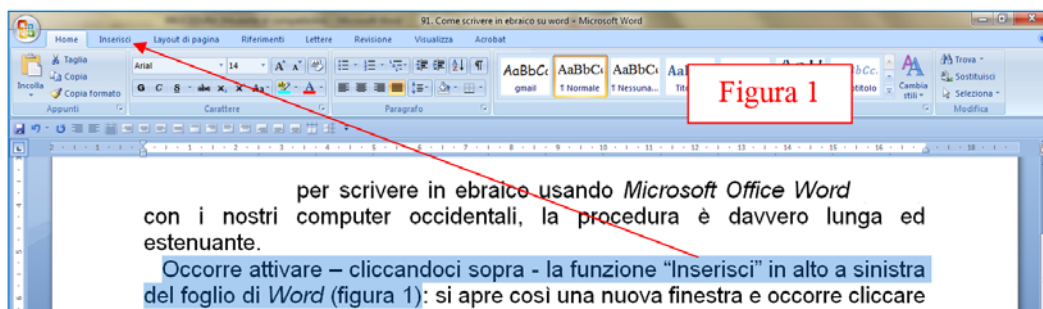 91. Come scrivere in ebraico su word - Microsoft Word
Home Inserisci Layout di pagina Riferimenti Lettere Revisione Visualizza Acrobat
Incolla
Taglia
Copia
Copia formato
Appunti
Arial 14
Carattere
Paragrafo
AaBbCc AaBbCc AaBbCc
gmail 1 Normale 1 Nessuna...
Figura 1
Cambia
stili
Trova
Sostituisci
Seleziona
Modifica
per scrivere in ebraico usando Microsoft Office Word
con i nostri computer occidentali, la procedura è davvero lunga ed
estenuante.
Occorre attivare – cliccandoci sopra - la funzione “Inserisci” in alto a sinistra
del foglio di Word (figura 1): si apre così una nuova finestra e occorre cliccare